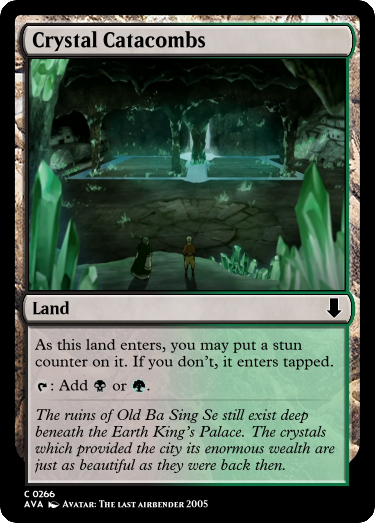 Crystal Catacombs
Land
As this land enters, you may put a stun
counter on it. If you don't, it enters tapped.
: Add or .
The ruins of Old Ba Sing Se still exist deep
beneath the Earth King's Palace. The crystals
which provided the city its enormous wealth are
just as beautiful as they were back then.
C 0266
AVA Avatar: The last airbender 2005